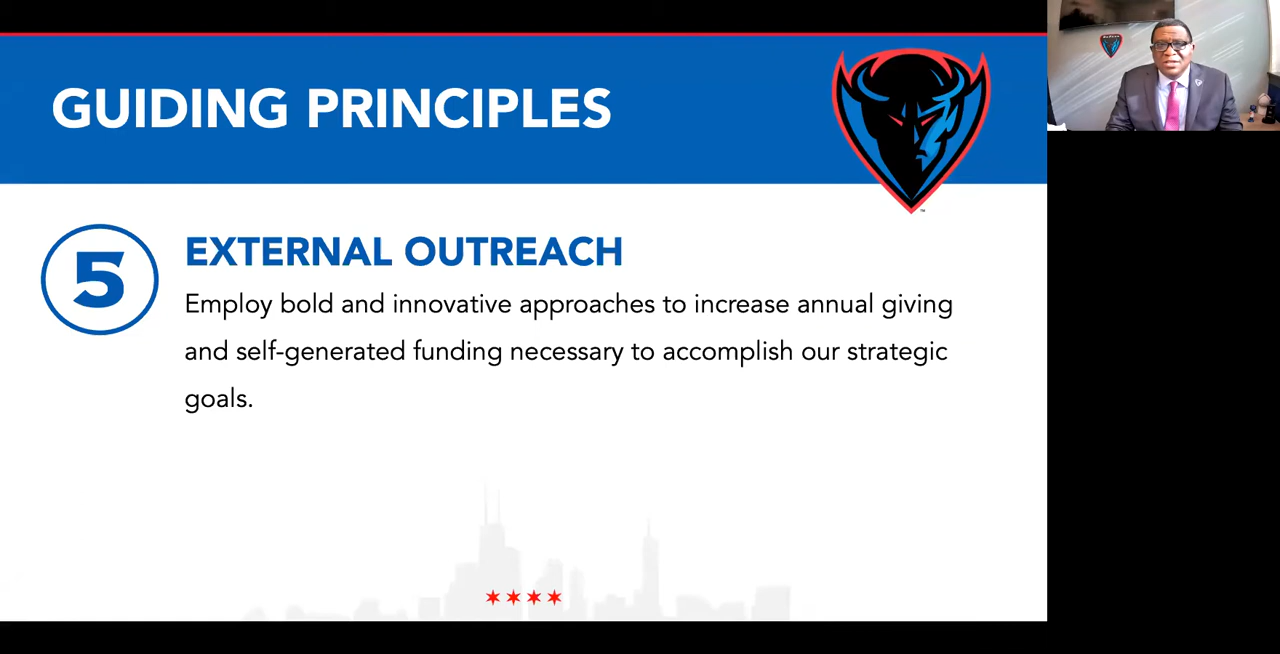 GUIDING PRINCIPLES
™
5
EXTERNAL OUTREACH
Employ bold and innovative approaches to increase annual giving
and self-generated funding necessary to accomplish our strategic
goals.